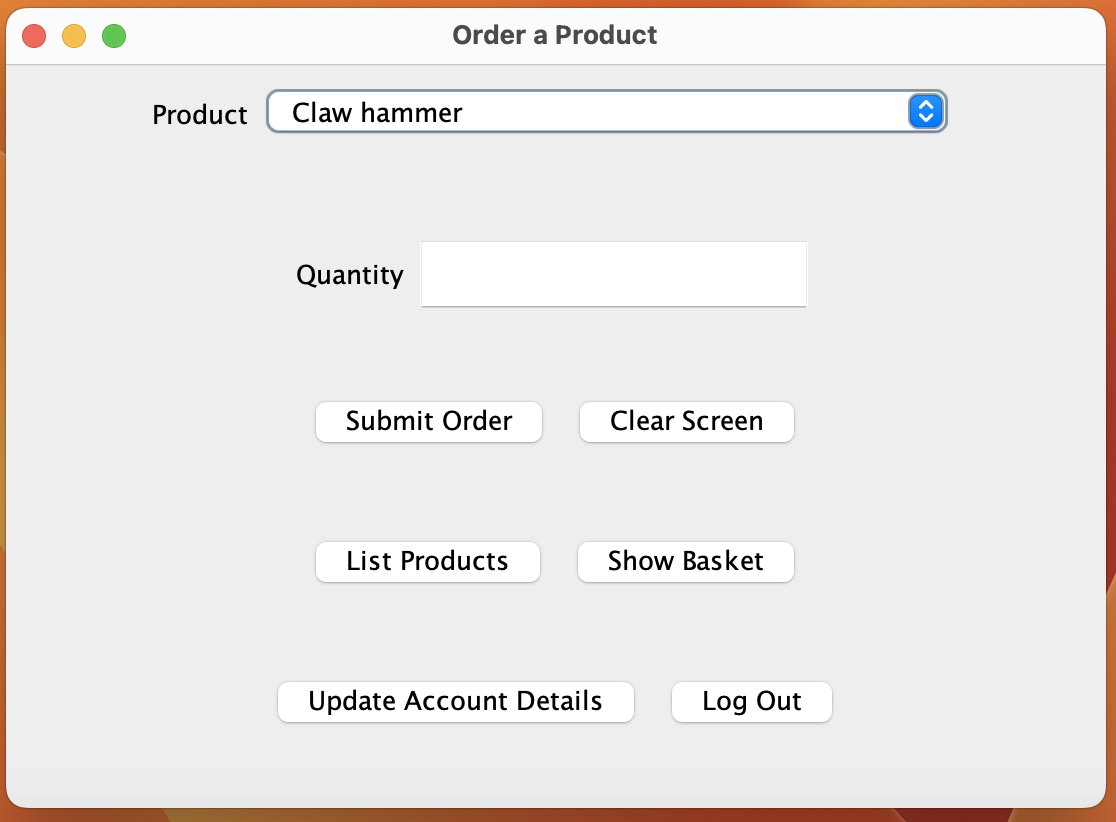 Order a Product
Product Claw hammer
Quantity
Submit Order Clear Screen
List Products Show Basket
Update Account Details Log Out